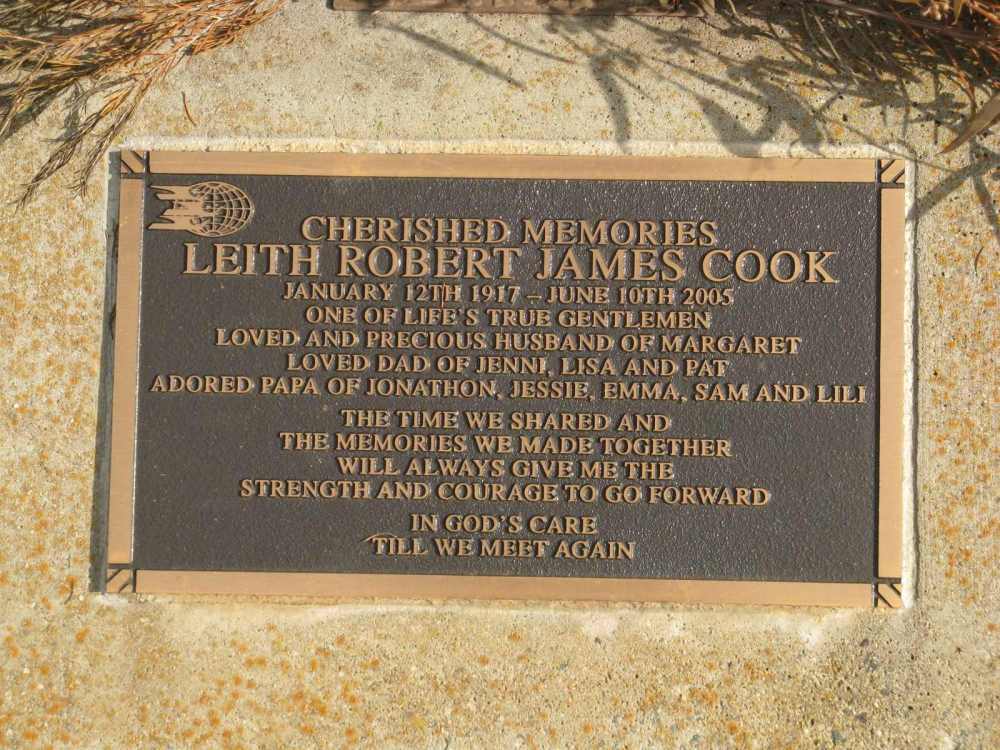 CHERISHED MEMORIES
LEITH ROBERT JAMES COOK
JANUARY 12TH 1917 - JUNE 10TH 2005
ONE OF LIFE'S TRUE GENTLEMEN
LOVED AND PRECIOUS HUSBAND OF MARGARET
LOVED DAD OF JENNI, LISA AND PAT
ADORED PAPA OF JONATHON, JESSIE, EMMA, SAM AND LILI
THE TIME WE SHARED AND
THE MEMORIES WE MADE TOGETHER
WILL ALWAYS GIVE ME THE
STRENGTH AND COURAGE TO GO FORWARD
IN GOD'S CARE
TILL WE MEET AGAIN